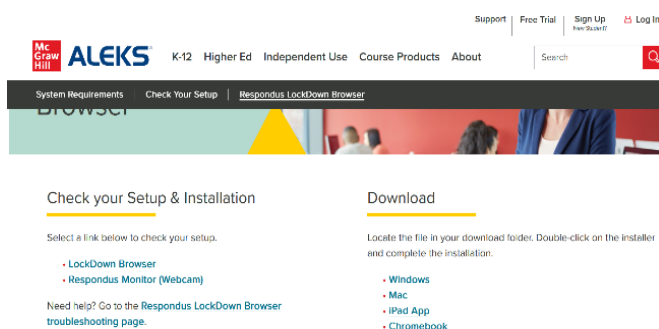 Support | Free Trial | Sign Up Log In
New Student?
Mc Graw Hill ALEKS K-12 Higher Ed Independent Use Course Products About Search
System Requirements | Check Your Setup | Respondus LockDown Browser
Browser
Check your Setup & Installation
Select a link below to check your setup.
• LockDown Browser
• Respondus Monitor (Webcam)
Need help? Go to the Respondus LockDown Browser
troubleshooting page.
Download
Locate the file in your download folder. Double-click on the installer
and complete the installation.
• Windows
• Mac
• iPad App
• Chromebook